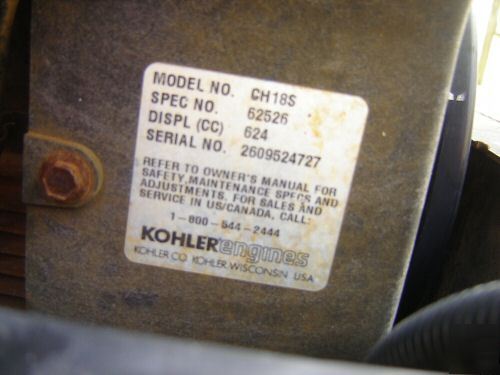 MODEL NO. CH18S
SPEC NO. 62526
DISPL (CC) 624
SERIAL NO. 2609524727
REFER TO OWNER'S MANUAL FOR
SAFETY, MAINTENANCE SPECS AND
ADJUSTMENTS. FOR SALES AND
SERVICE IN US/CANADA, CALL:
1-800-544-2444
KOHLER engines
KOHLER CO. KOHLER, WISCONSIN USA